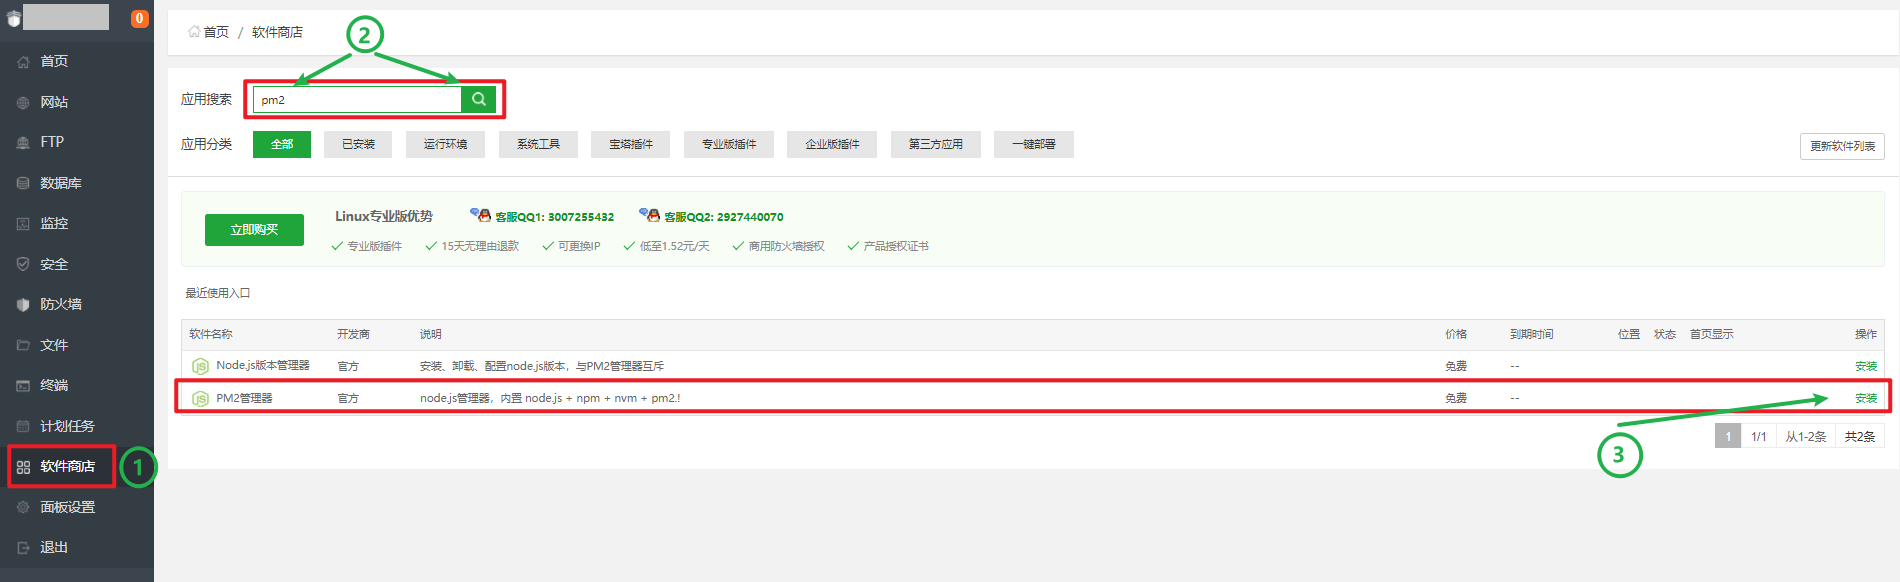 0
首页
网站
FTP
数据库
监控
安全
防火墙
文件
终端
计划任务
软件商店
面板设置
退出
1
首页 / 软件商店
2
应用搜索 pm2
应用分类 全部 已安装 运行环境 系统工具 宝塔插件 专业版插件 企业版插件 第三方应用 一键部署 更新软件列表
立即购买
Linux专业版优势 客服QQ1: 3007255432 客服QQ2: 2927440070
专业版插件 15天无理由退款 可更换IP 低至1.52元/天 商用防火墙授权 产品授权证书
最近使用入口
软件名称 开发商 说明 价格 到期时间 位置 状态 首页显示 操作
Node.js版本管理器 官方 安装、卸载、配置node.js版本，与PM2管理器互斥 免费 -- 安装
PM2管理器 官方 node.js管理器，内置 node.js + npm + nvm + pm2.! 免费 -- 安装
1 1/1 从1-2条 共2条
3